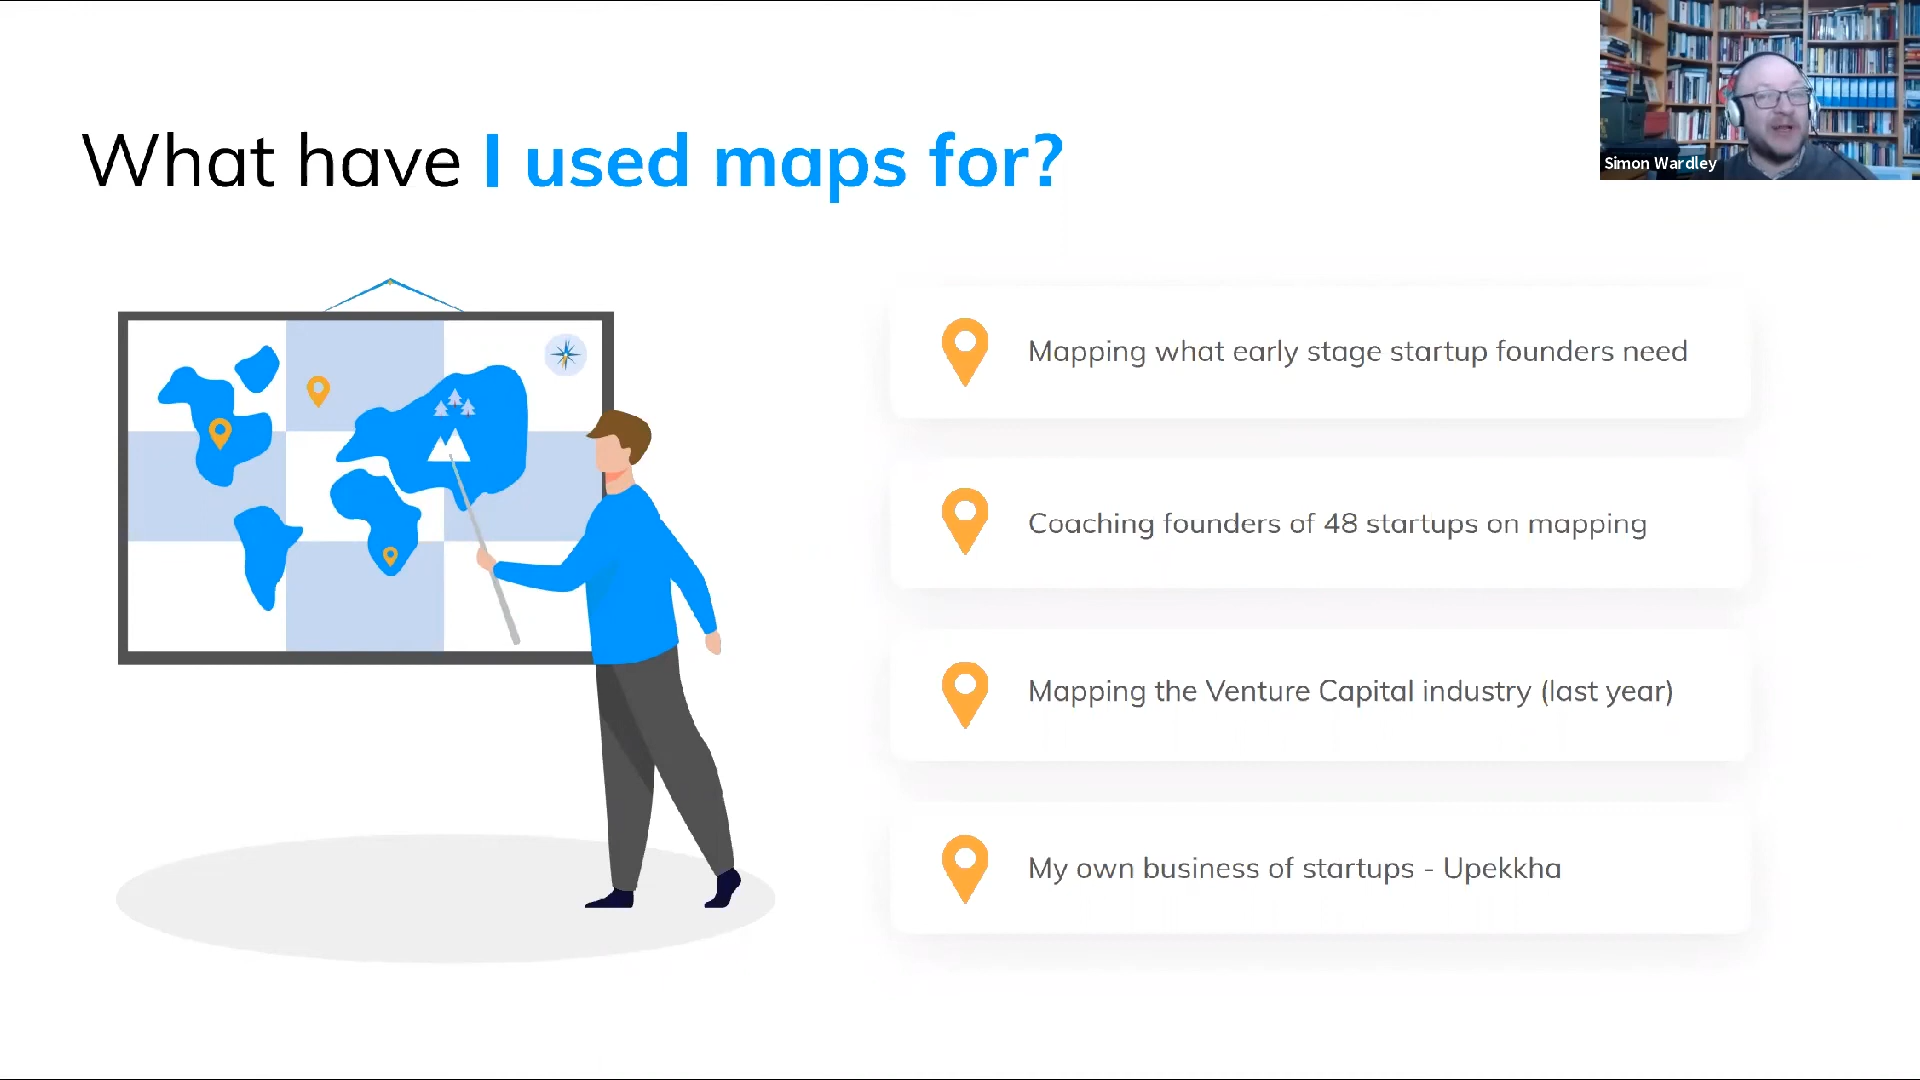 What have I used maps for?
Simon Wardley
Mapping what early stage startup founders need
Coaching founders of 48 startups on mapping
Mapping the Venture Capital industry (last year)
My own business of startups - Upekkha